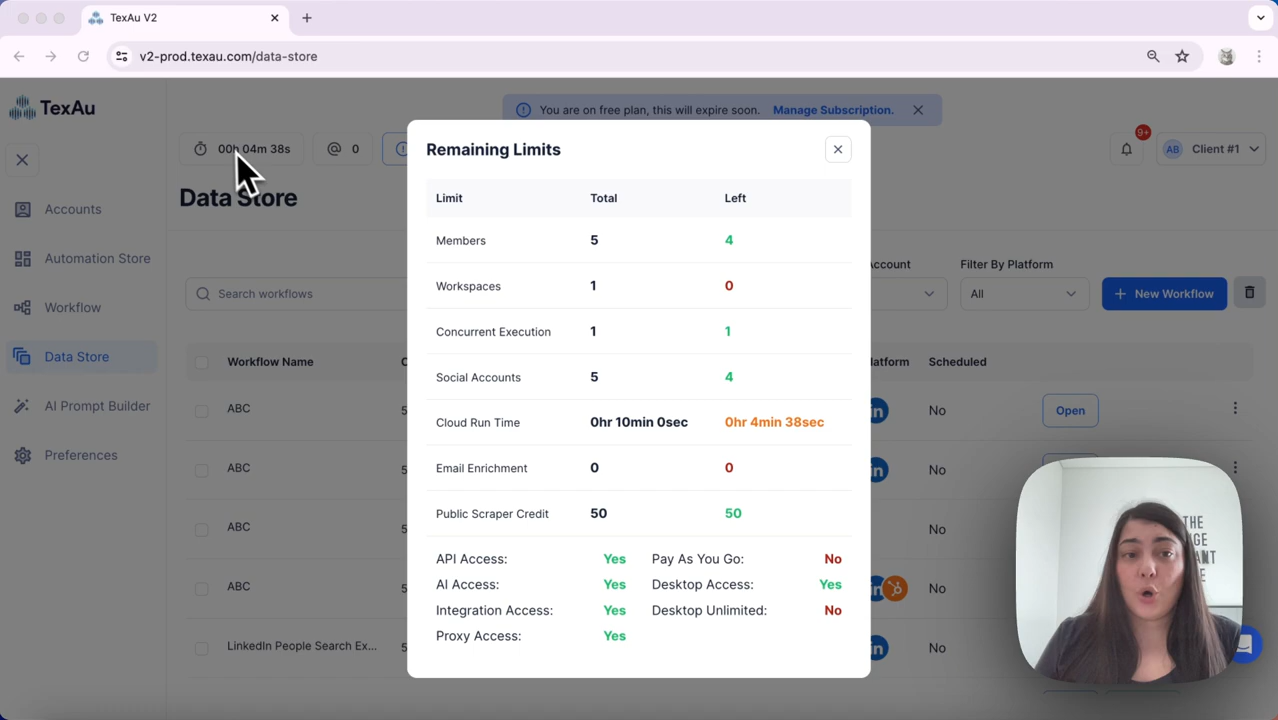 TexAu V2
v2-prod.texau.com/data-store
TexAu
You are on free plan, this will expire soon. Manage Subscription.
00h 04m 38s
0
9+
AB Client #1
Data Store
Accounts
Automation Store
Workflow
Data Store
AI Prompt Builder
Preferences
Search workflows
Account
Filter By Platform
All
New Workflow
Workflow Name
Scheduled
ABC
No
Open
ABC
No
ABC
No
ABC
No
LinkedIn People Search Ex...
No
Remaining Limits
Limit Total Left
Members 5 4
Workspaces 1 0
Concurrent Execution 1 1
Social Accounts 5 4
Cloud Run Time 0hr 10min 0sec 0hr 4min 38sec
Email Enrichment 0 0
Public Scraper Credit 50 50
API Access: Yes Pay As You Go: No
AI Access: Yes Desktop Access: Yes
Integration Access: Yes Desktop Unlimited: No
Proxy Access: Yes
THE